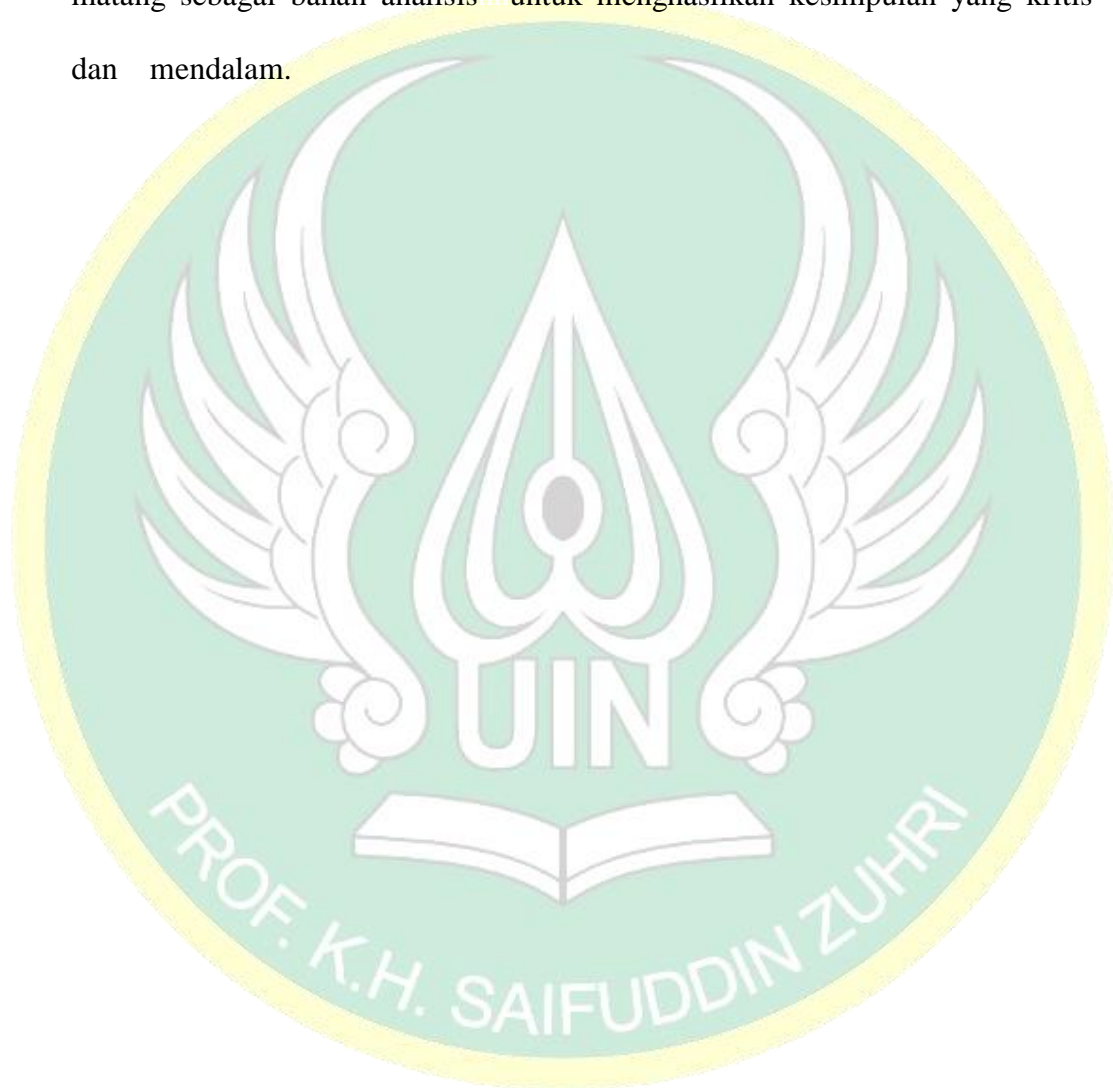 matang sebagai bahan analisis untuk menghasilkan kesimpulan yang kritis
dan mendalam.
UIN
PROF. K.H. SAIFUDDIN ZUHRI